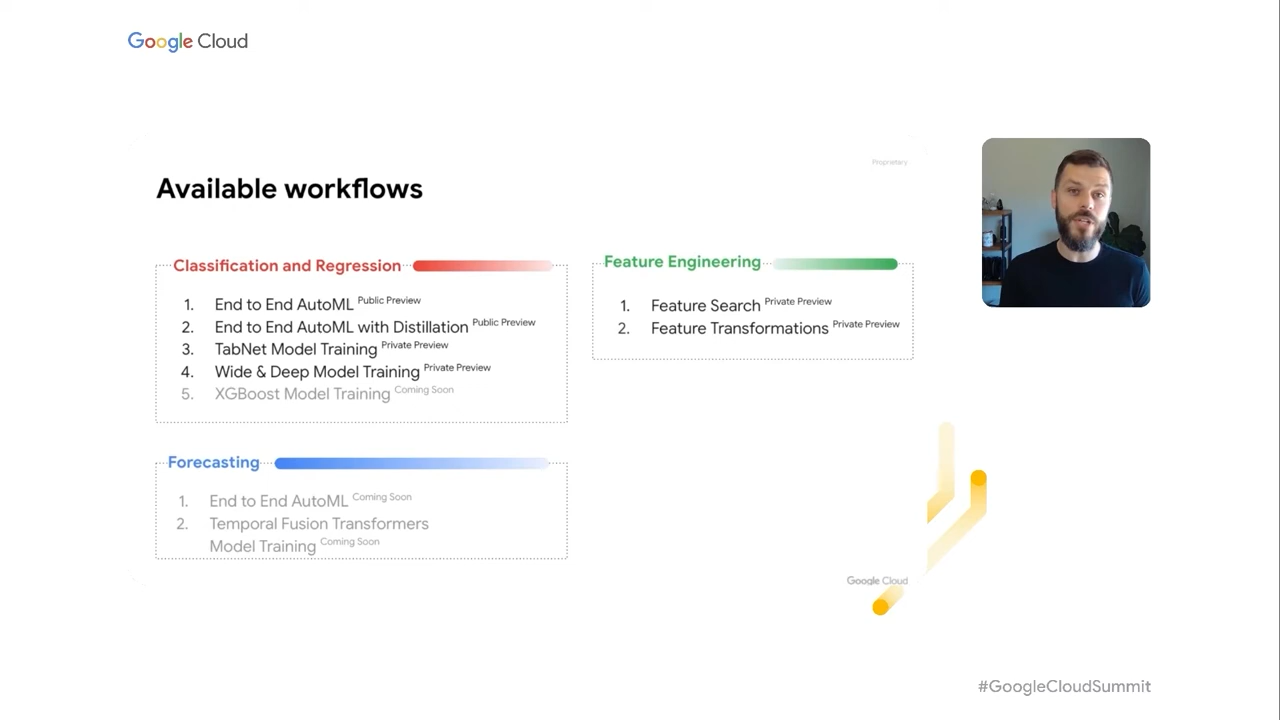 Google Cloud
Proprietary
Available workflows
Classification and Regression
1. End to End AutoML Public Preview
2. End to End AutoML with Distillation Public Preview
3. TabNet Model Training Private Preview
4. Wide & Deep Model Training Private Preview
5. XGBoost Model Training Coming Soon
Feature Engineering
1. Feature Search Private Preview
2. Feature Transformations Private Preview
Forecasting
1. End to End AutoML Coming Soon
2. Temporal Fusion Transformers
Model Training Coming Soon
Google Cloud
#GoogleCloudSummit